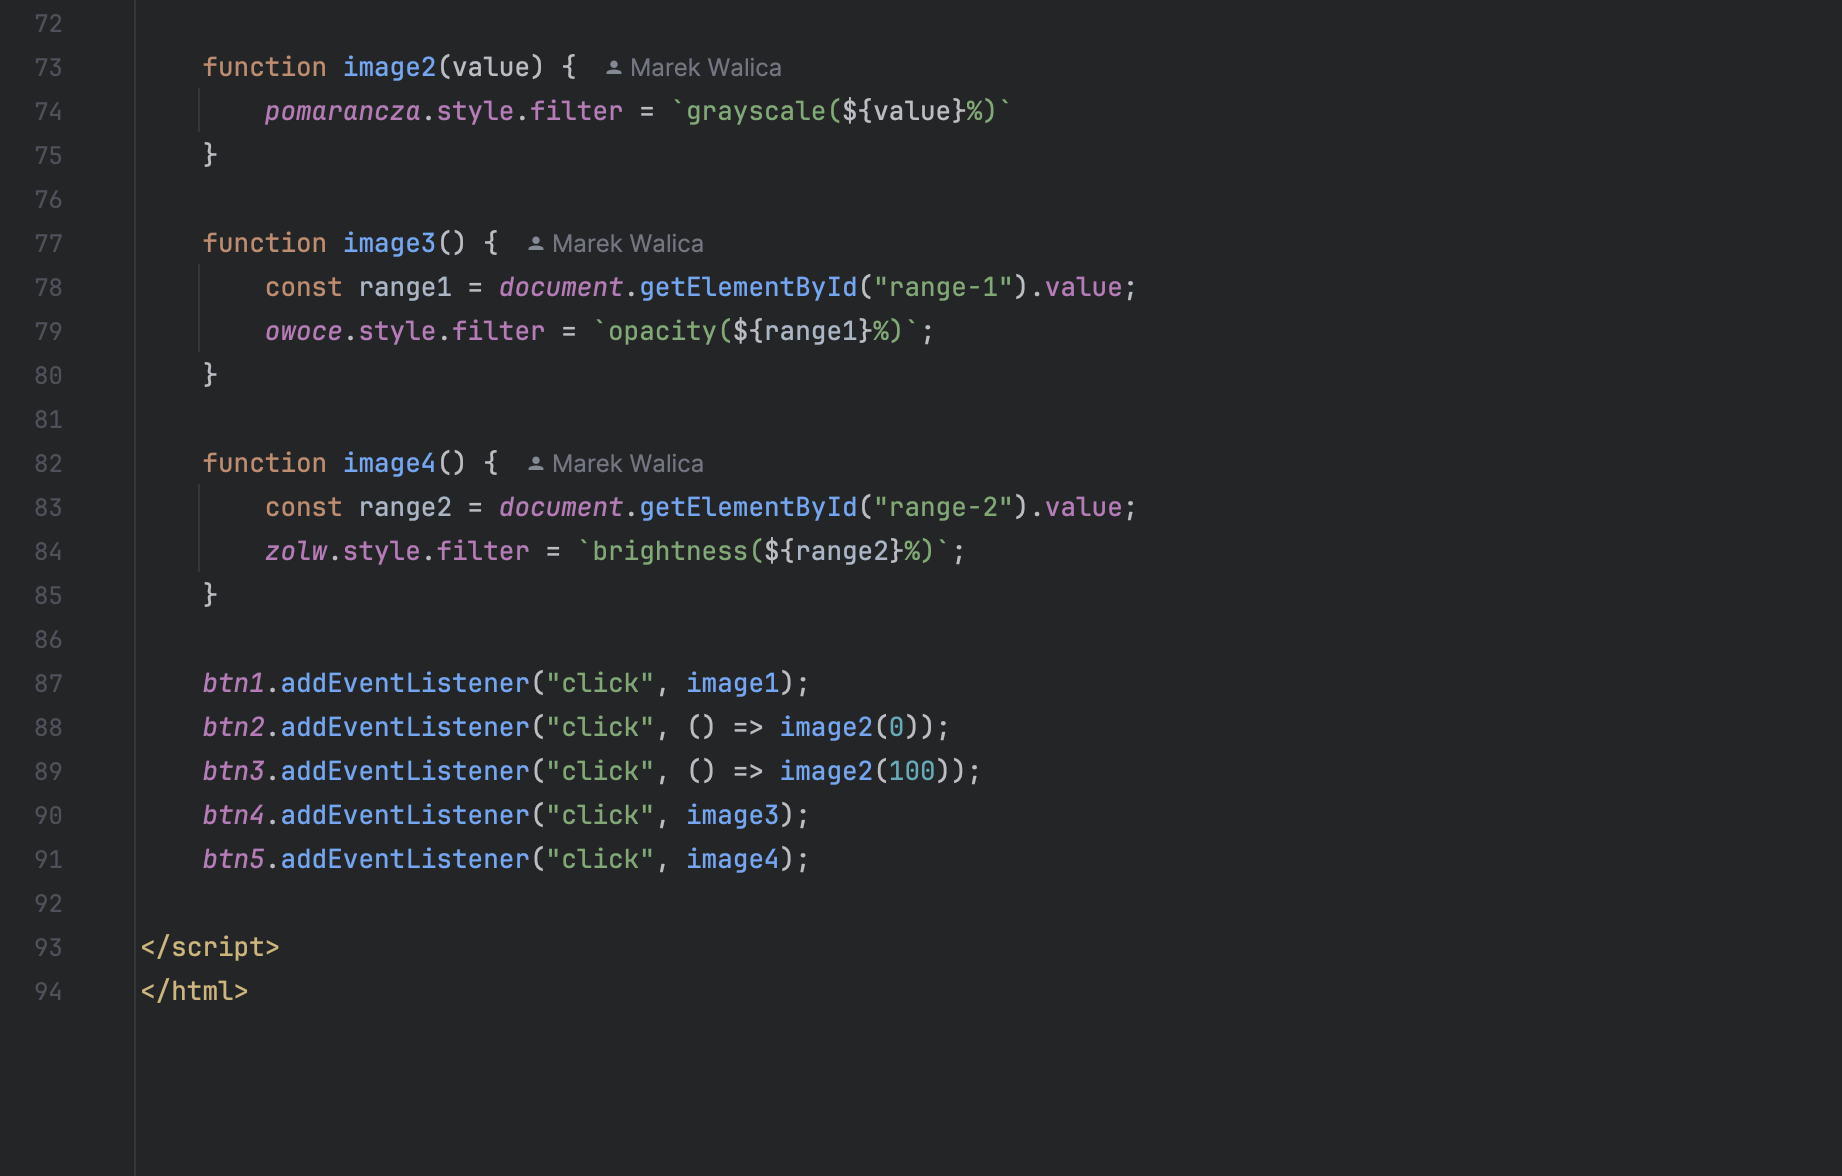 72
73 function image2(value) { Marek Walica
74 pomarancza.style.filter = `grayscale(${value}%)`
75 }
76
77 function image3() { Marek Walica
78 const range1 = document.getElementById("range-1").value;
79 owoce.style.filter = `opacity(${range1}%)`;
80 }
81
82 function image4() { Marek Walica
83 const range2 = document.getElementById("range-2").value;
84 zolw.style.filter = `brightness(${range2}%)`;
85 }
86
87 btn1.addEventListener("click", image1);
88 btn2.addEventListener("click", () => image2(0));
89 btn3.addEventListener("click", () => image2(100));
90 btn4.addEventListener("click", image3);
91 btn5.addEventListener("click", image4);
92
93 </script>
94 </html>